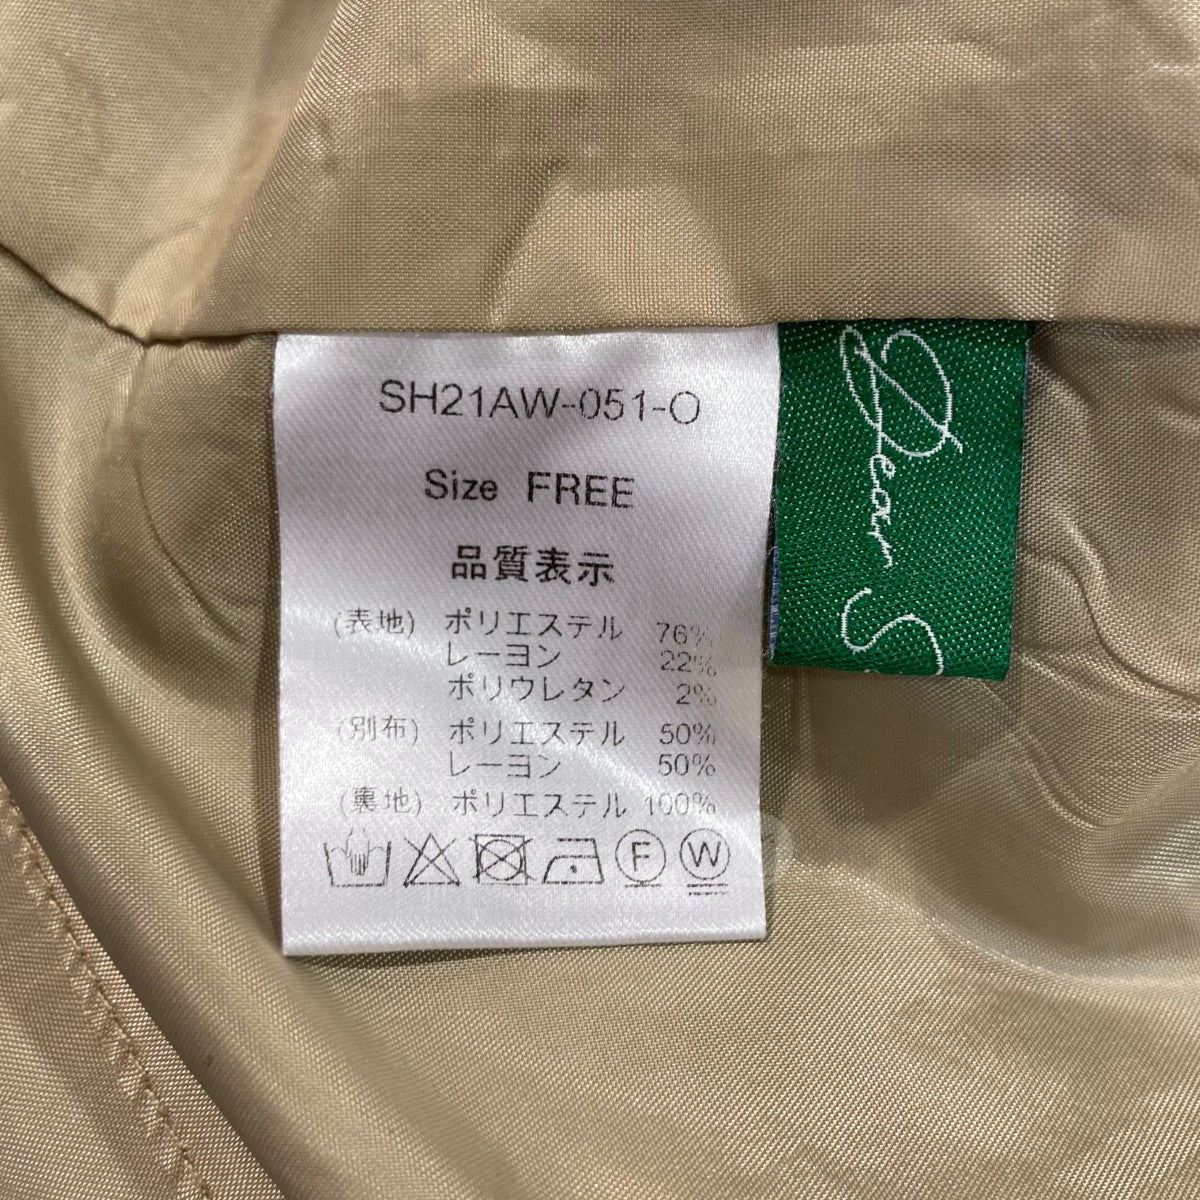 SH21AW-051-O
Size FREE
品質表示
(表地) ポリエステル 76%
レーヨン 22%
ポリウレタン 2%
(別布) ポリエステル 50%
レーヨン 50%
(裏地) ポリエステル 100%
F W
Dear